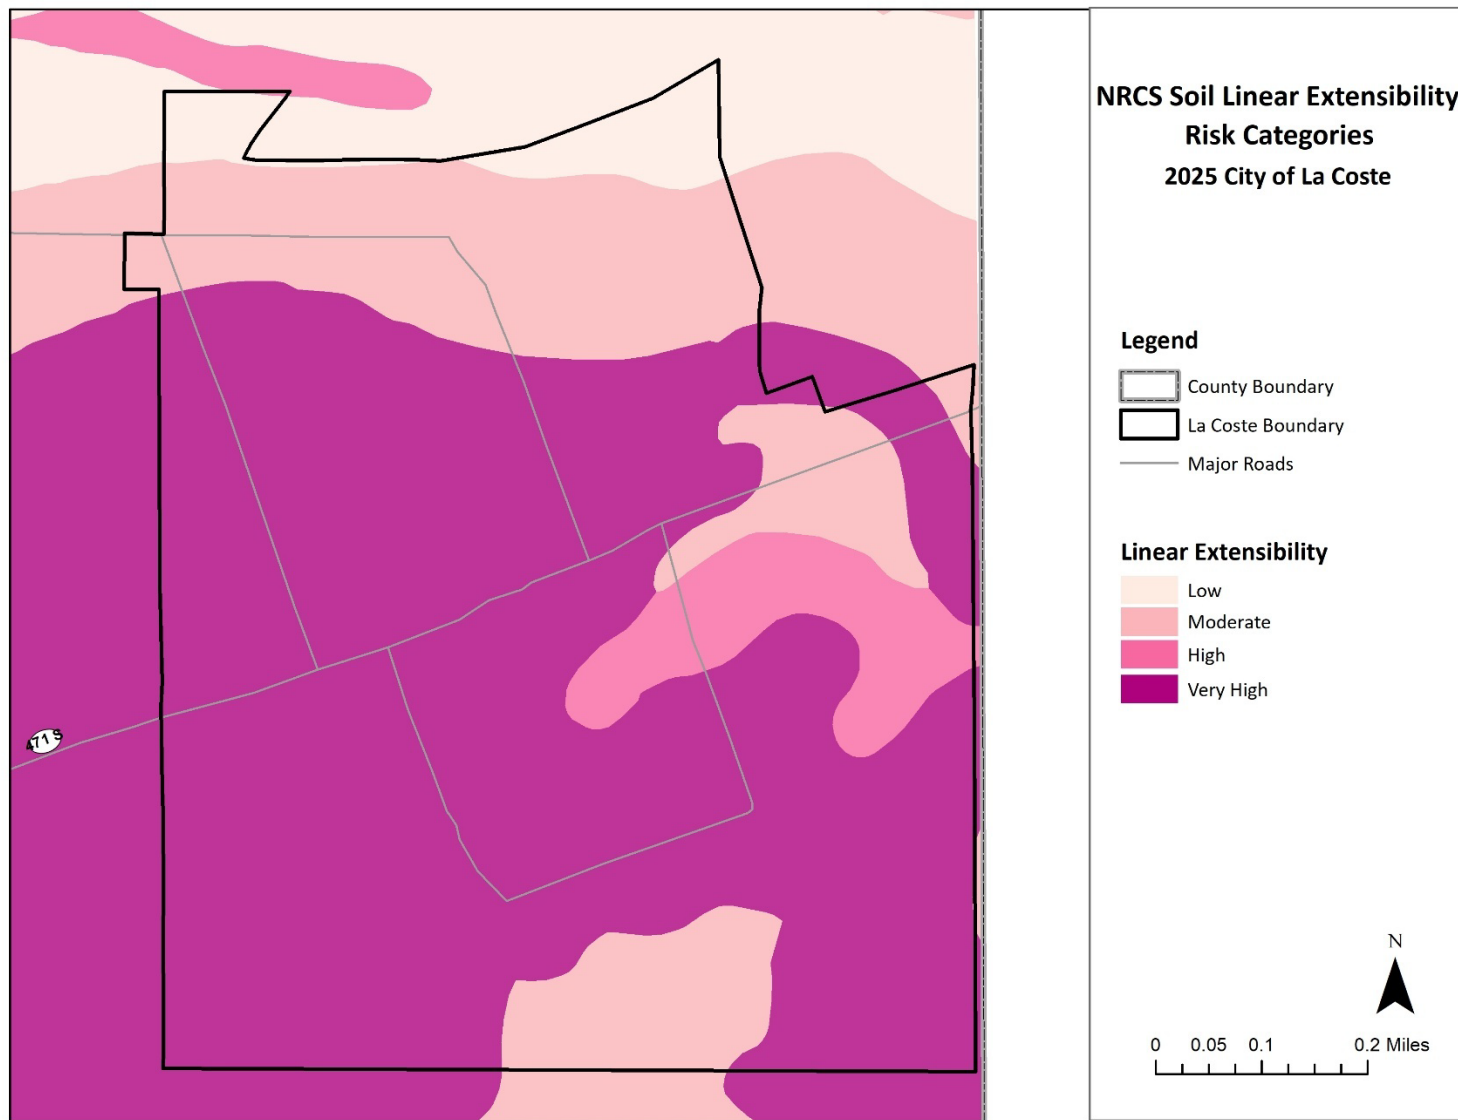 NRCS Soil Linear Extensibility
Risk Categories
2025 City of La Coste
Legend
County Boundary
La Coste Boundary
Major Roads
Linear Extensibility
Low
Moderate
High
Very High
471 S
N
0 0.05 0.1 0.2 Miles